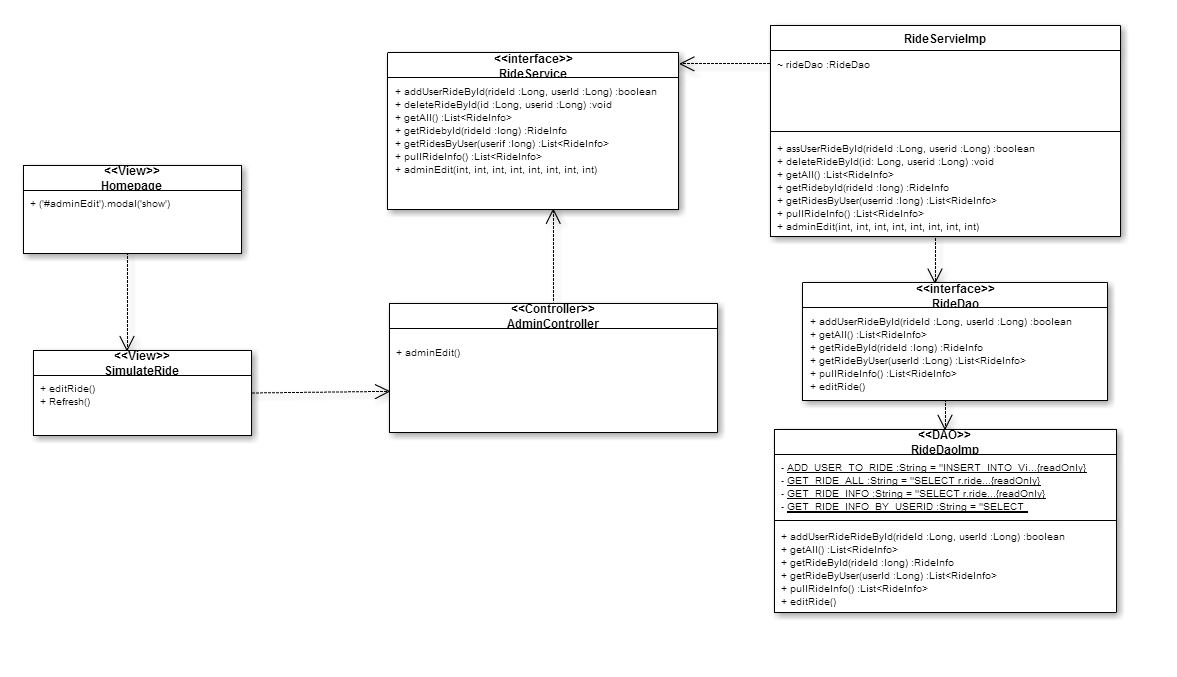 <<View>>
Homepage
+ ('#adminEdit').modal('show')
<<View>>
SimulateRide
+ editRide()
+ Refresh()
<<interface>>
RideService
+ addUserRideById(rideId :Long, userId :Long) :boolean
+ deleteRideById(id :Long, userid :Long) :void
+ getAll() :List<RideInfo>
+ getRidebyId(rideId :long) :RideInfo
+ getRidesByUser(userif :long) :List<RideInfo>
+ pullRideInfo() :List<RideInfo>
+ adminEdit(int, int, int, int, int, int, int, int)
<<Controller>>
AdminController
+ adminEdit()
RideServieImp
~ rideDao :RideDao
+ assUserRideById(rideId :Long, userid :Long) :boolean
+ deleteRideById(id: Long, userid :Long) :void
+ getAll() :List<RideInfo>
+ getRidebyId(rideId :long) :RideInfo
+ getRidesByUser(userrid :long) :List<RideInfo>
+ pullRideInfo() :List<RideInfo>
+ adminEdit(int, int, int, int, int, int, int, int)
<<interface>>
RideDao
+ addUserRideById(rideId :Long, userId :Long) :boolean
+ getAll() :List<RideInfo>
+ getRideById(rideId :long) :RideInfo
+ getRideByUser(userId :Long) :List<RideInfo>
+ pullRideInfo() :List<RideInfo>
+ editRide()
<<DAO>>
RideDaoImp
- ADD_USER_TO_RIDE :String = "INSERT_INTO_Vi...{readOnly}
- GET_RIDE_ALL :String = "SELECT r.ride...{readOnly}
- GET_RIDE_INFO :String = "SELECT r.ride...{readOnly}
- GET_RIDE_INFO_BY_USERID :String = "SELECT
+ addUserRideRideById(rideId :Long, userId :Long) :boolean
+ getAll() :List<RideInfo>
+ getRideById(rideId :long) :RideInfo
+ getRideByUser(userId :Long) :List<RideInfo>
+ pullRideInfo() :List<RideInfo>
+ editRide()